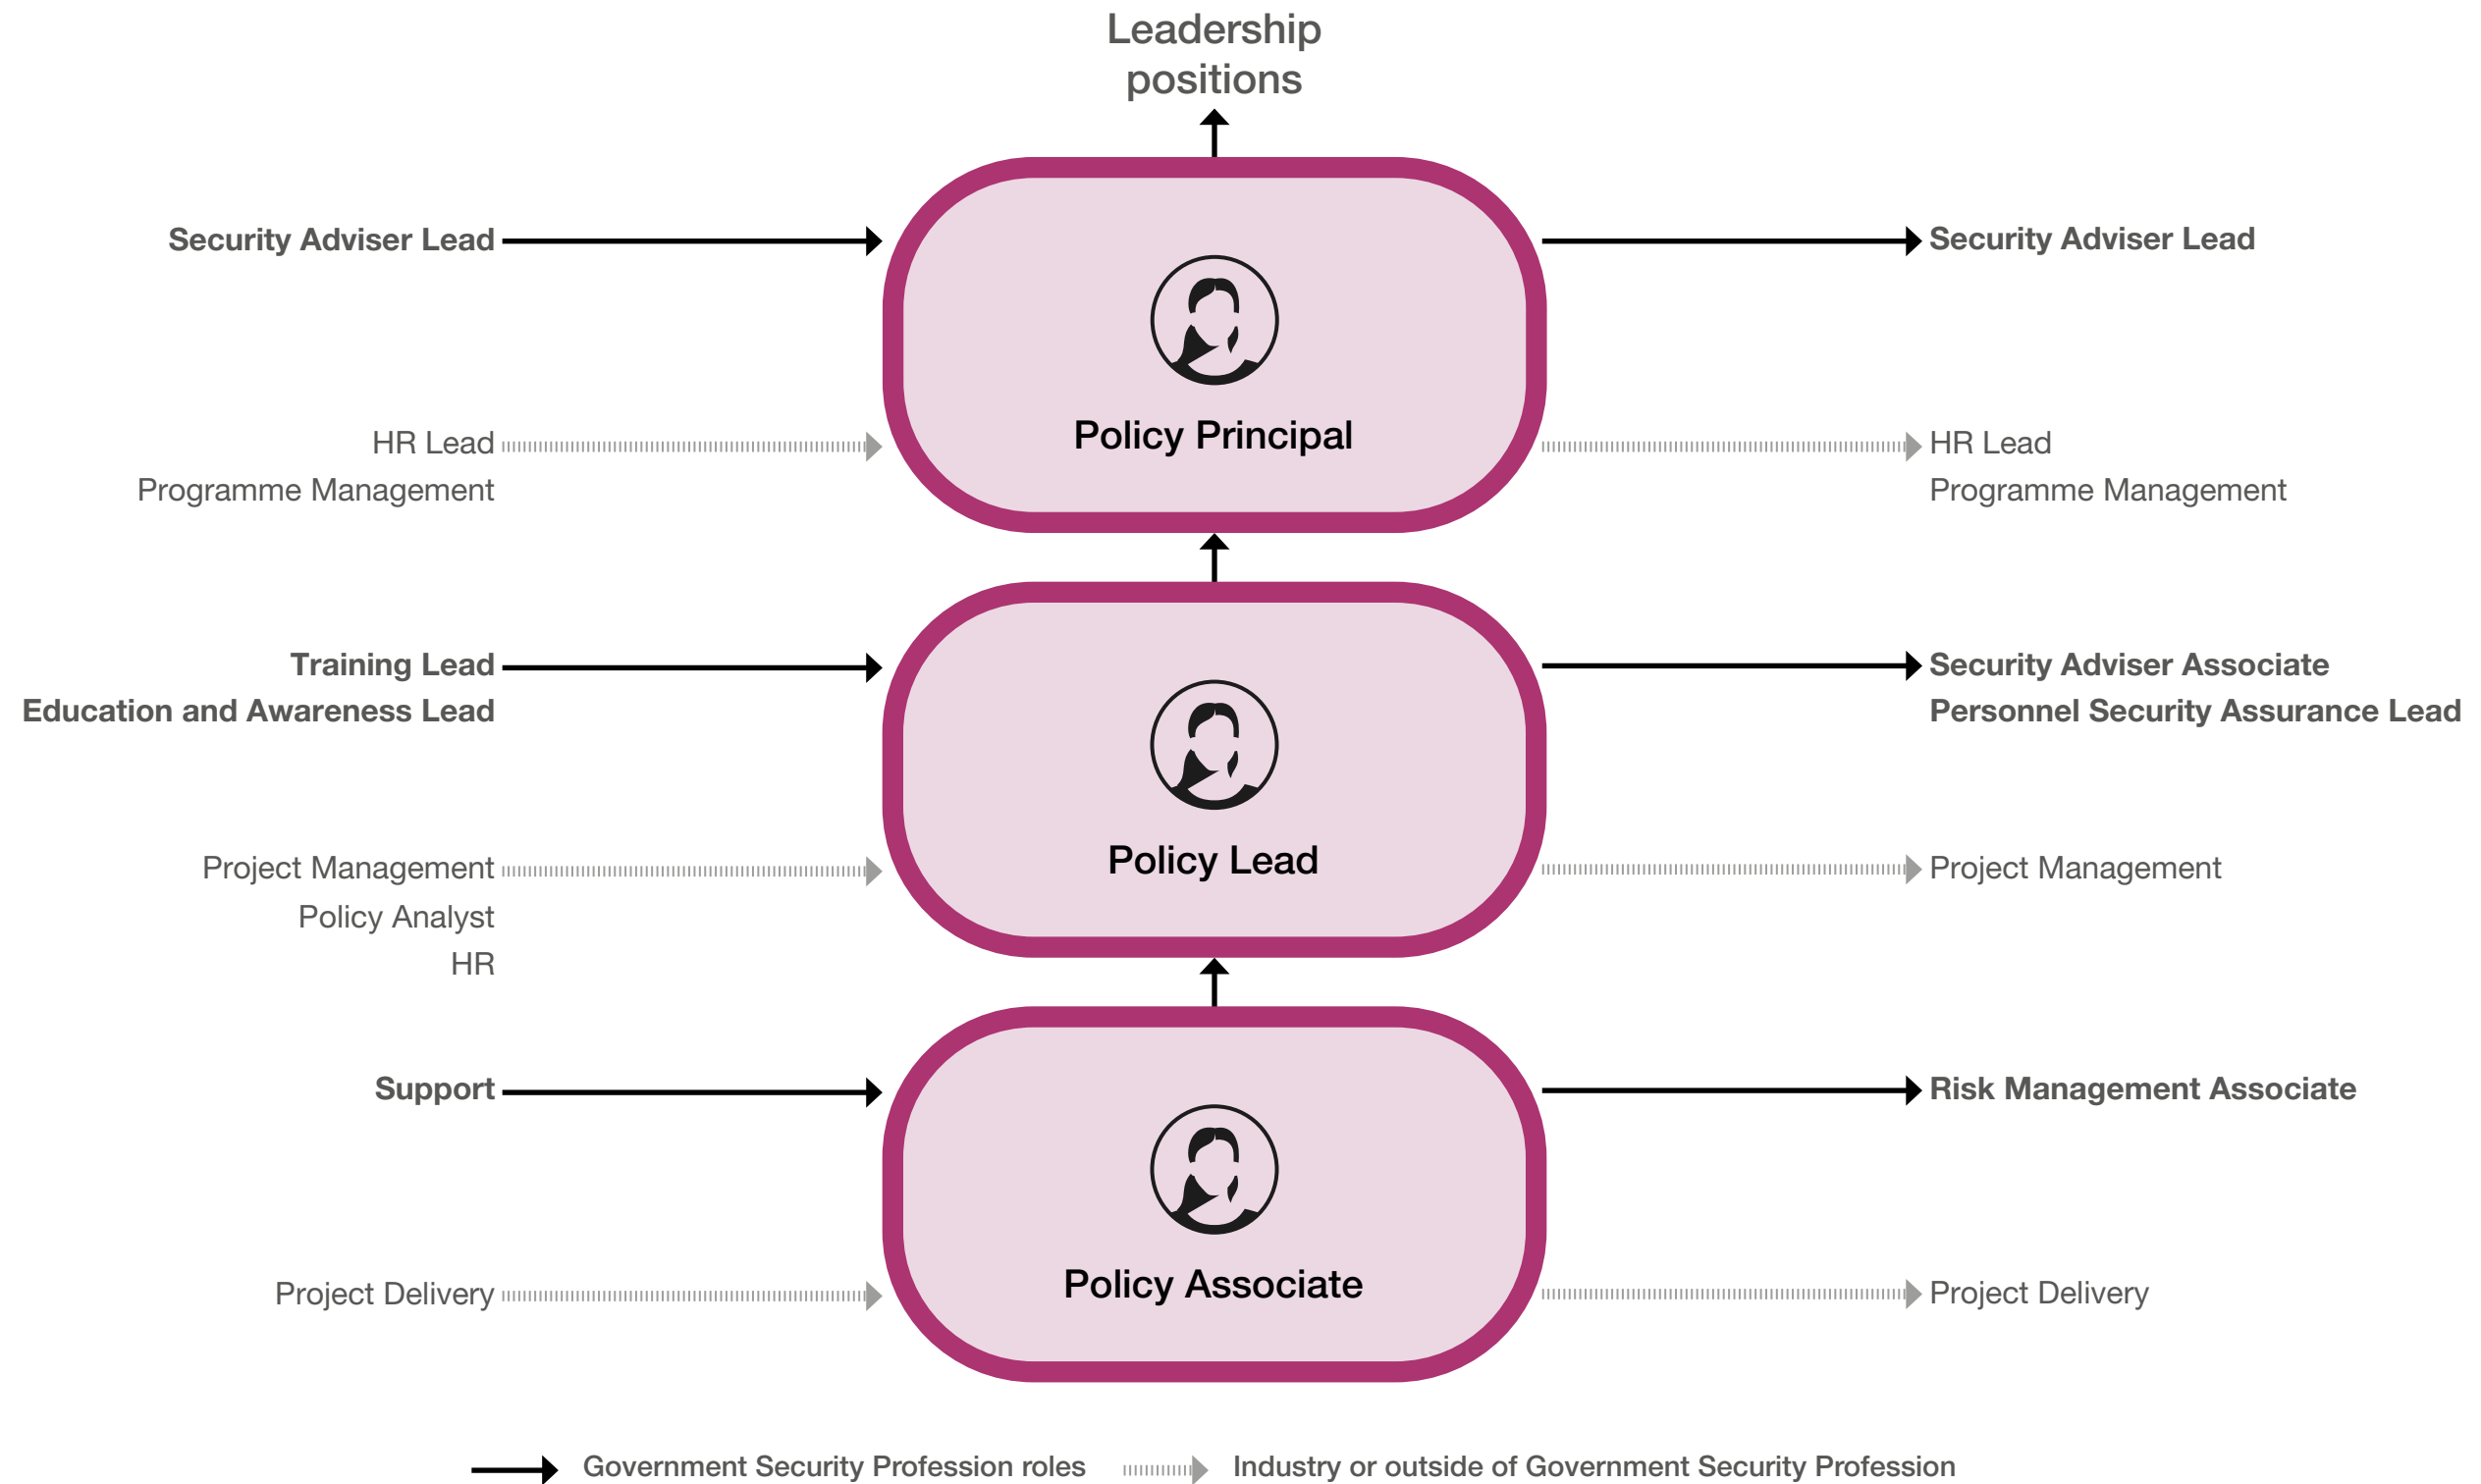 Leadership
positions
Security Adviser Lead
Security Adviser Lead
HR Lead
Programme Management
Policy Principal
HR Lead
Programme Management
Training Lead
Education and Awareness Lead
Security Adviser Associate
Personnel Security Assurance Lead
Project Management
Policy Analyst
HR
Policy Lead
Project Management
Support
Risk Management Associate
Project Delivery
Policy Associate
Project Delivery
Government Security Profession roles
Industry or outside of Government Security Profession